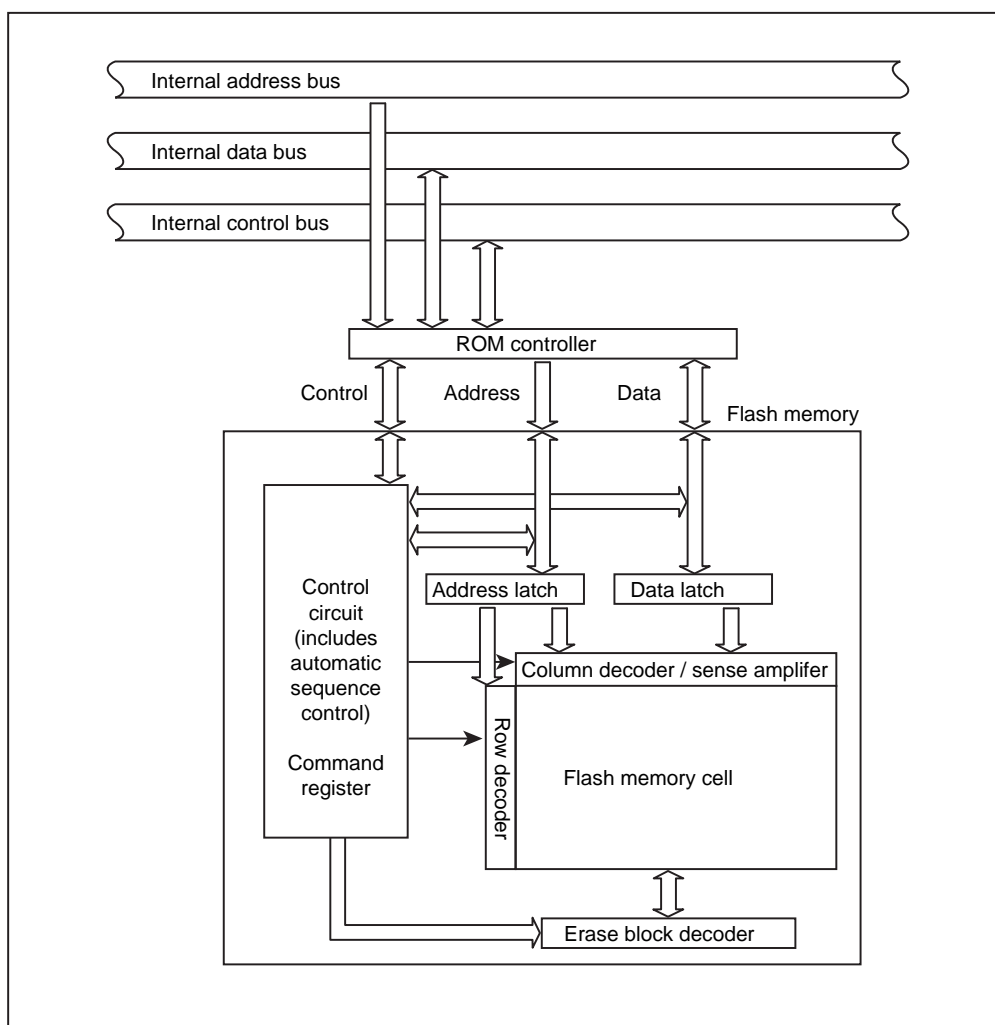 Internal address bus
Internal data bus
Internal control bus
ROM controller
Control
Address
Data
Flash memory
Control
circuit
(includes
automatic
sequence
control)
Command
register
Address latch
Data latch
Column decoder / sense amplifer
Row decoder
Flash memory cell
Erase block decoder